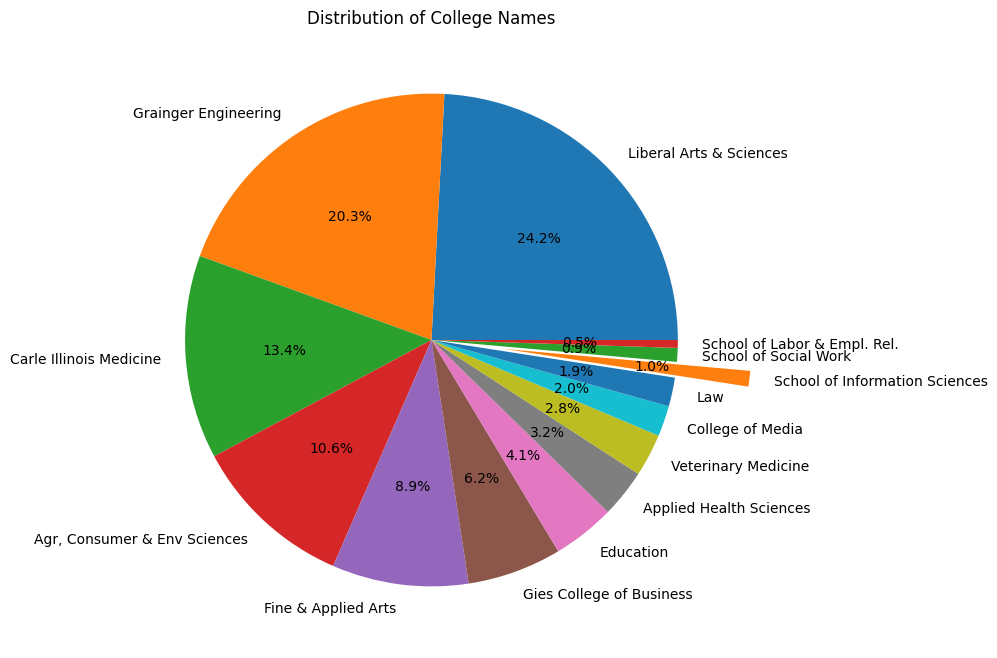 Distribution of College Names
Grainger Engineering
Liberal Arts & Sciences
20.3%
24.2%
Carle Illinois Medicine
13.4%
0.5%
School of Labor & Empl. Rel.
0.9%
School of Social Work
1.0%
School of Information Sciences
1.9%
Law
2.0%
College of Media
2.8%
Veterinary Medicine
3.2%
Applied Health Sciences
4.1%
Education
6.2%
Gies College of Business
8.9%
Fine & Applied Arts
10.6%
Agr, Consumer & Env Sciences